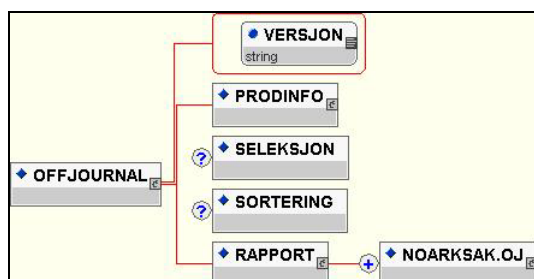 VERSJON
string
PRODINFO
? SELEKSJON
OFFJOURNAL
? SORTERING
RAPPORT + NOARKSAK.OJ